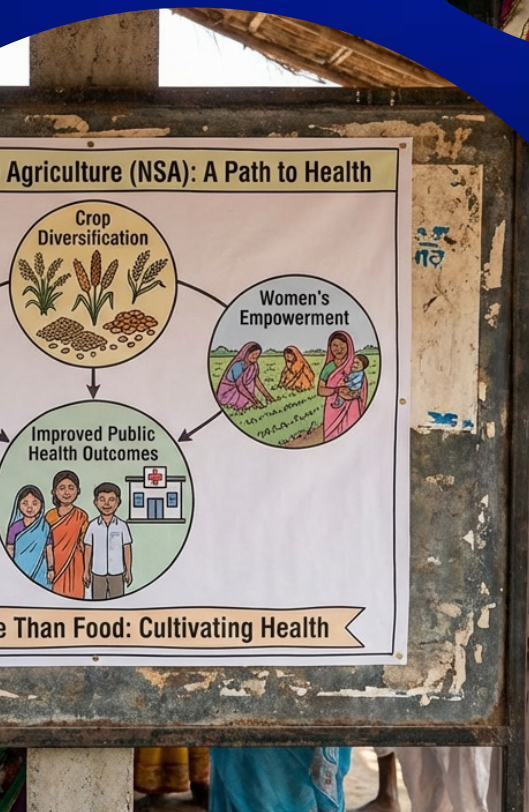 Agriculture (NSA): A Path to Health
Crop
Diversification
Women's
Empowerment
Improved Public
Health Outcomes
Than Food: Cultivating Health